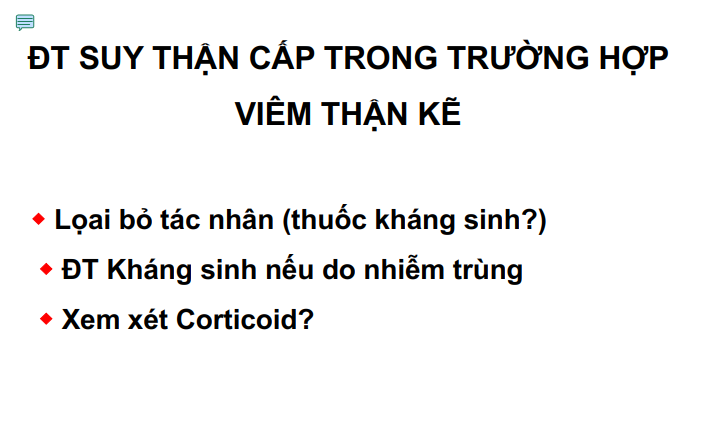 ĐT SUY THẬN CẤP TRONG TRƯỜNG HỢP
VIÊM THẬN KẼ
Lọai bỏ tác nhân (thuốc kháng sinh?)
ĐT Kháng sinh nếu do nhiễm trùng
Xem xét Corticoid?